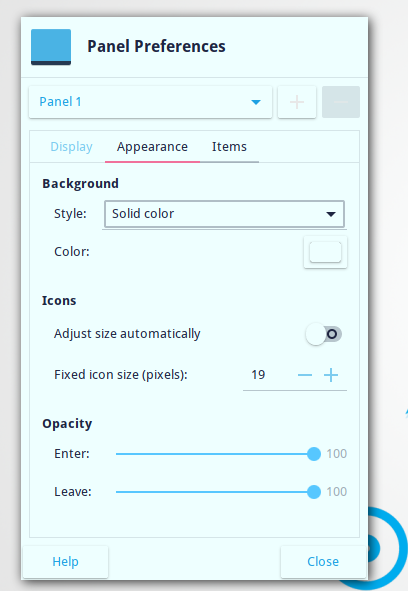 Panel Preferences
Panel 1
Display Appearance Items
Background
Style: Solid color
Color:
Icons
Adjust size automatically
Fixed icon size (pixels): 19
Opacity
Enter: 100
Leave: 100
Help Close